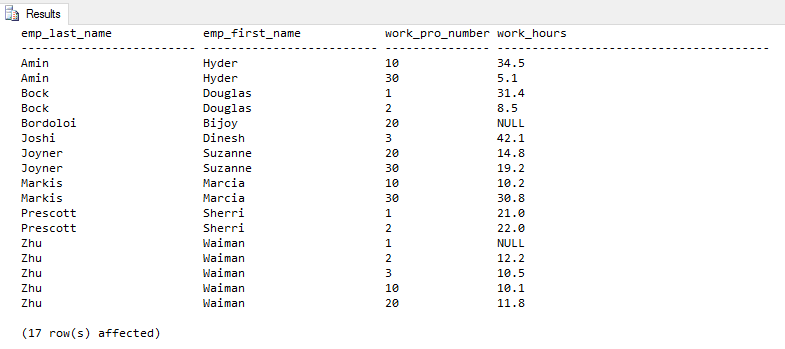 Results
emp_last_name emp_first_name work_pro_number work_hours
------------------------- ------------------------- --------------- ---------------------------------------
Amin Hyder 10 34.5
Amin Hyder 30 5.1
Bock Douglas 1 31.4
Bock Douglas 2 8.5
Bordoloi Bijoy 20 NULL
Joshi Dinesh 3 42.1
Joyner Suzanne 20 14.8
Joyner Suzanne 30 19.2
Markis Marcia 10 10.2
Markis Marcia 30 30.8
Prescott Sherri 1 21.0
Prescott Sherri 2 22.0
Zhu Waiman 1 NULL
Zhu Waiman 2 12.2
Zhu Waiman 3 10.5
Zhu Waiman 10 10.1
Zhu Waiman 20 11.8
(17 row(s) affected)